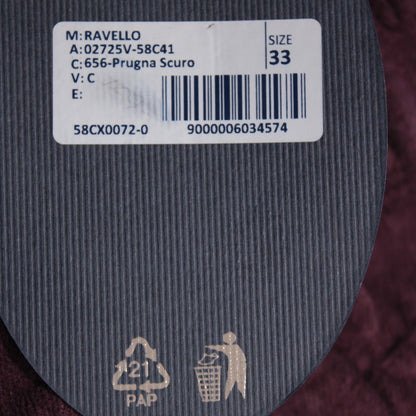 M: RAVELLO
A: 02725V-58C41
C: 656-Prugna Scuro
V: C
E:
SIZE
33
58CX0072-0 9000006034574
21
PAP